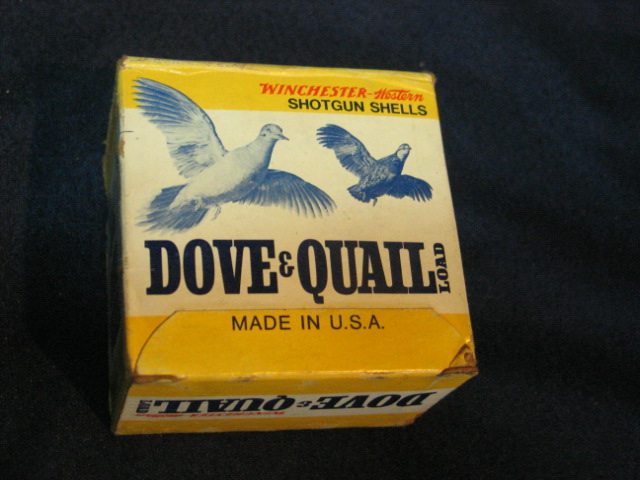 WINCHESTER-Western
SHOTGUN SHELLS
DOVE & QUAIL LOAD
MADE IN U.S.A.
DOVE & QUAIL LOAD